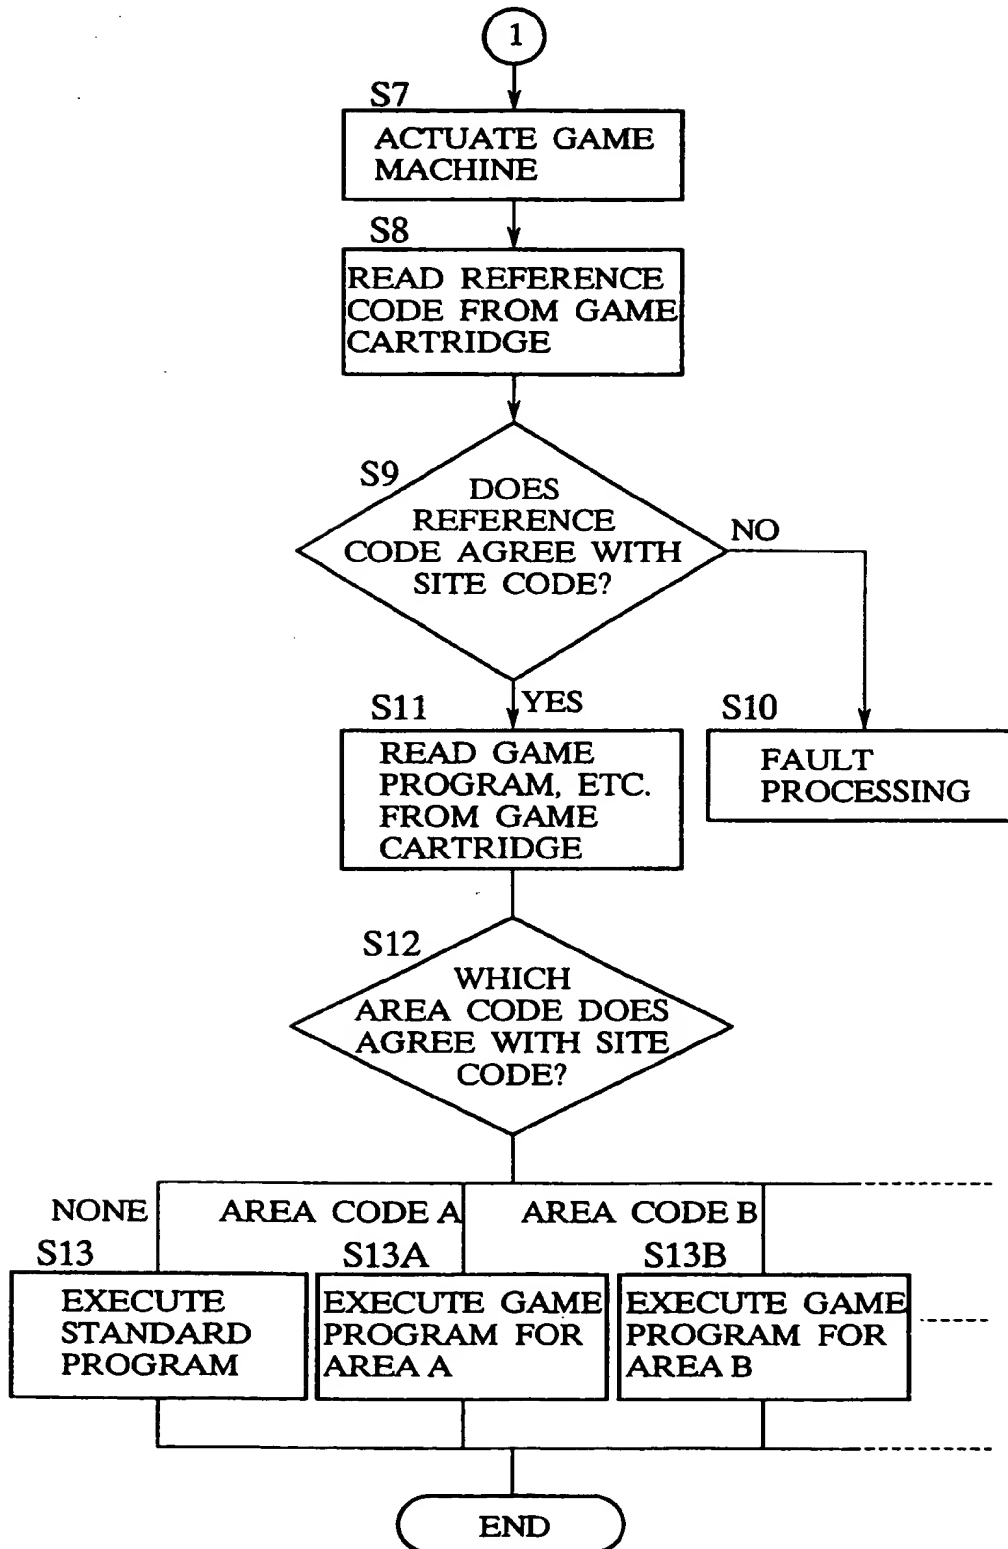 1
S7
ACTUATE GAME
MACHINE
S8
READ REFERENCE
CODE FROM GAME
CARTRIDGE
S9
DOES
REFERENCE
CODE AGREE WITH
SITE CODE?
NO
YES
S11
READ GAME
PROGRAM, ETC.
FROM GAME
CARTRIDGE
S10
FAULT
PROCESSING
S12
WHICH
AREA CODE DOES
AGREE WITH SITE
CODE?
NONE
AREA CODE A
AREA CODE B
S13
EXECUTE
STANDARD
PROGRAM
S13A
EXECUTE GAME
PROGRAM FOR
AREA A
S13B
EXECUTE GAME
PROGRAM FOR
AREA B
END